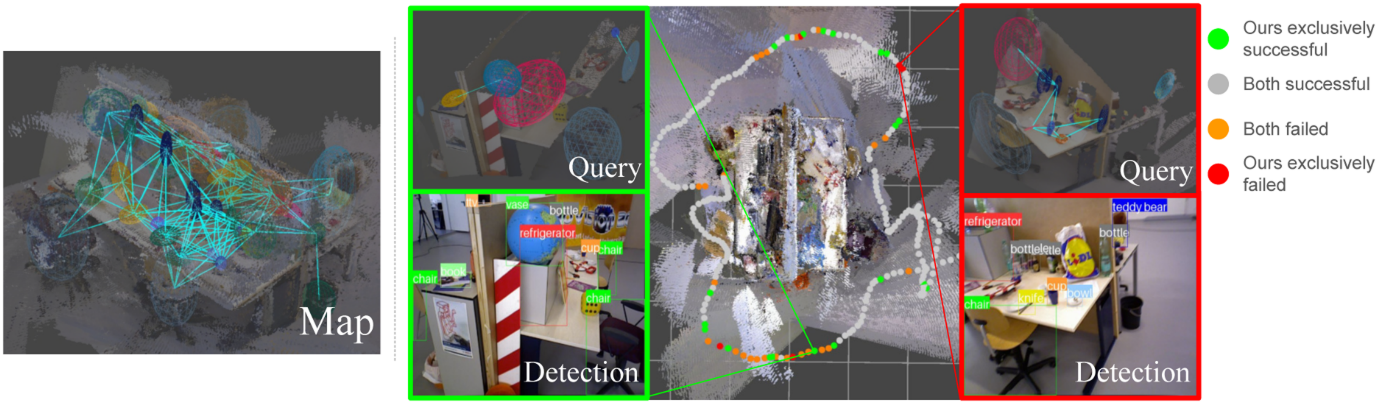 Map
Query
tv
vase
bottle
refrigerator
cup
chair
book
chair
chair
Detection
Query
teddy bear
refrigerator
bottle
bottle
cup
bowl
knife
chair
Detection
Ours exclusively
successful
Both successful
Both failed
Ours exclusively
failed